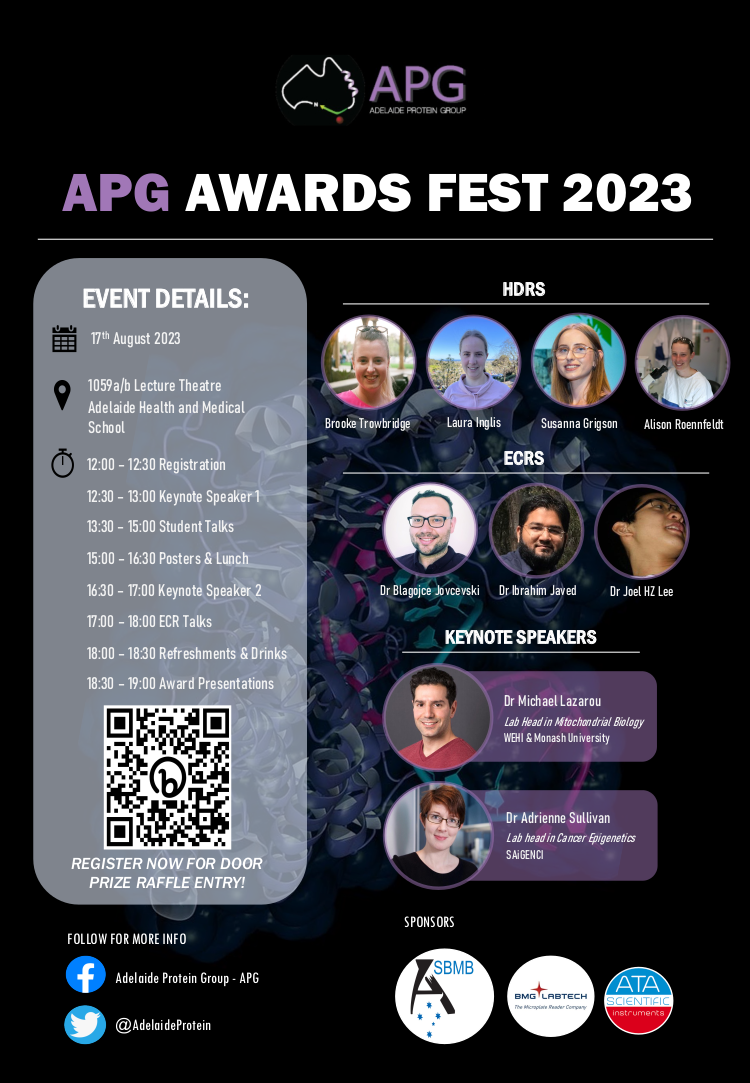 APG
ADELAIDE PROTEIN GROUP
APG AWARDS FEST 2023
EVENT DETAILS:
17th August 2023
1059a/b Lecture Theatre
Adelaide Health and Medical
School
12:00 – 12:30 Registration
12:30 – 13:00 Keynote Speaker 1
13:30 – 15:00 Student Talks
15:00 – 16:30 Posters & Lunch
16:30 – 17:00 Keynote Speaker 2
17:00 – 18:00 ECR Talks
18:00 – 18:30 Refreshments & Drinks
18:30 – 19:00 Award Presentations
REGISTER NOW FOR DOOR
PRIZE RAFFLE ENTRY!
HDRS
Brooke Trowbridge
Laura Inglis
Susanna Grigson
Alison Roennfeldt
ECRS
Dr Blagojce Jovcevski
Dr Ibrahim Javed
Dr Joel HZ Lee
KEYNOTE SPEAKERS
Dr Michael Lazarou
Lab Head in Mitochondrial Biology
WEHI & Monash University
Dr Adrienne Sullivan
Lab head in Cancer Epigenetics
SAiGENCI
FOLLOW FOR MORE INFO
Adelaide Protein Group - APG
@AdelaideProtein
SPONSORS
ASBMB
BMG LABTECH
The Microplate Reader Company
ATA
SCIENTIFIC
instruments